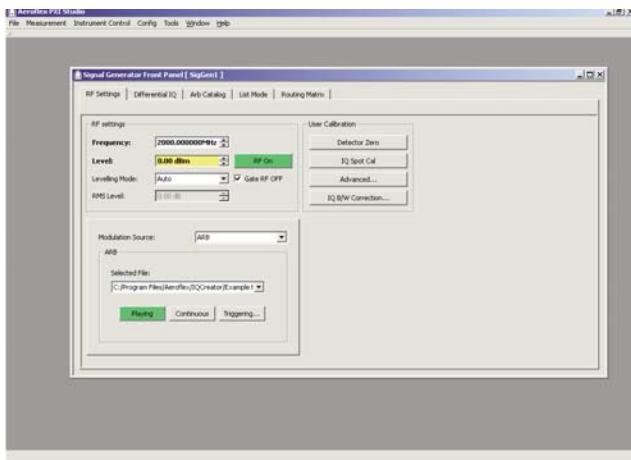 Aeroflex PXI Studio
File Measurement Instrument Control Config Tools Window Help
Signal Generator Front Panel [ SigGen1 ]
RF Settings Differential IQ Arb Catalog List Mode Routing Matrix
RF settings
Frequency: 2000.000000MHz
Level: 0.00 dBm RF On
Levelling Mode: Auto Gate RF OFF
RMS Level: 0.00 dB
User Calibration
Detector Zero
IQ Spot Cal
Advanced...
IQ B/W Correction...
Modulation Source: ARB
ARB
Selected File:
C:/Program Files/Aeroflex/IQCreator/Example
Playing Continuous Triggering...